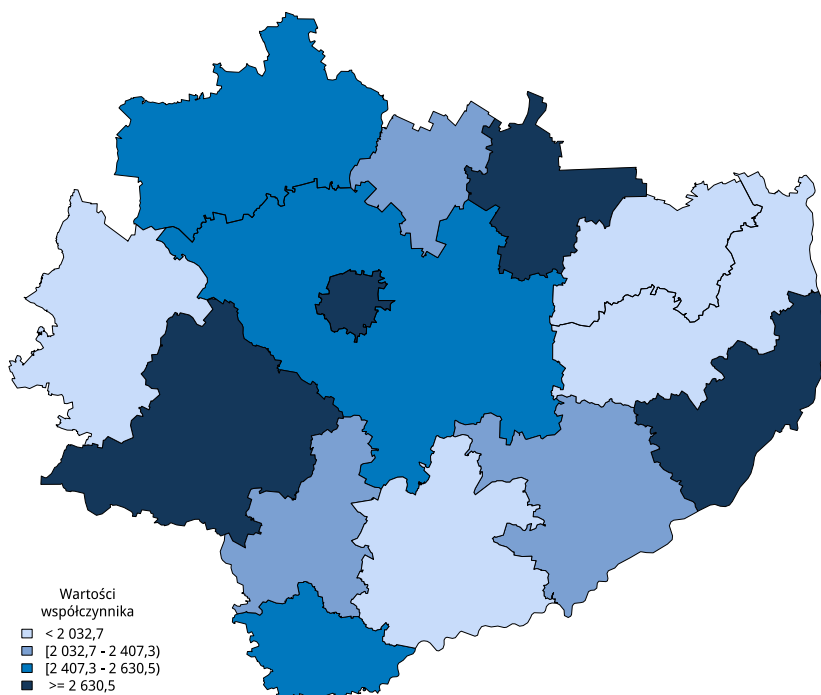 Wartości
współczynnika
< 2 032,7
[2 032,7 - 2 407,3)
[2 407,3 - 2 630,5)
>= 2 630,5